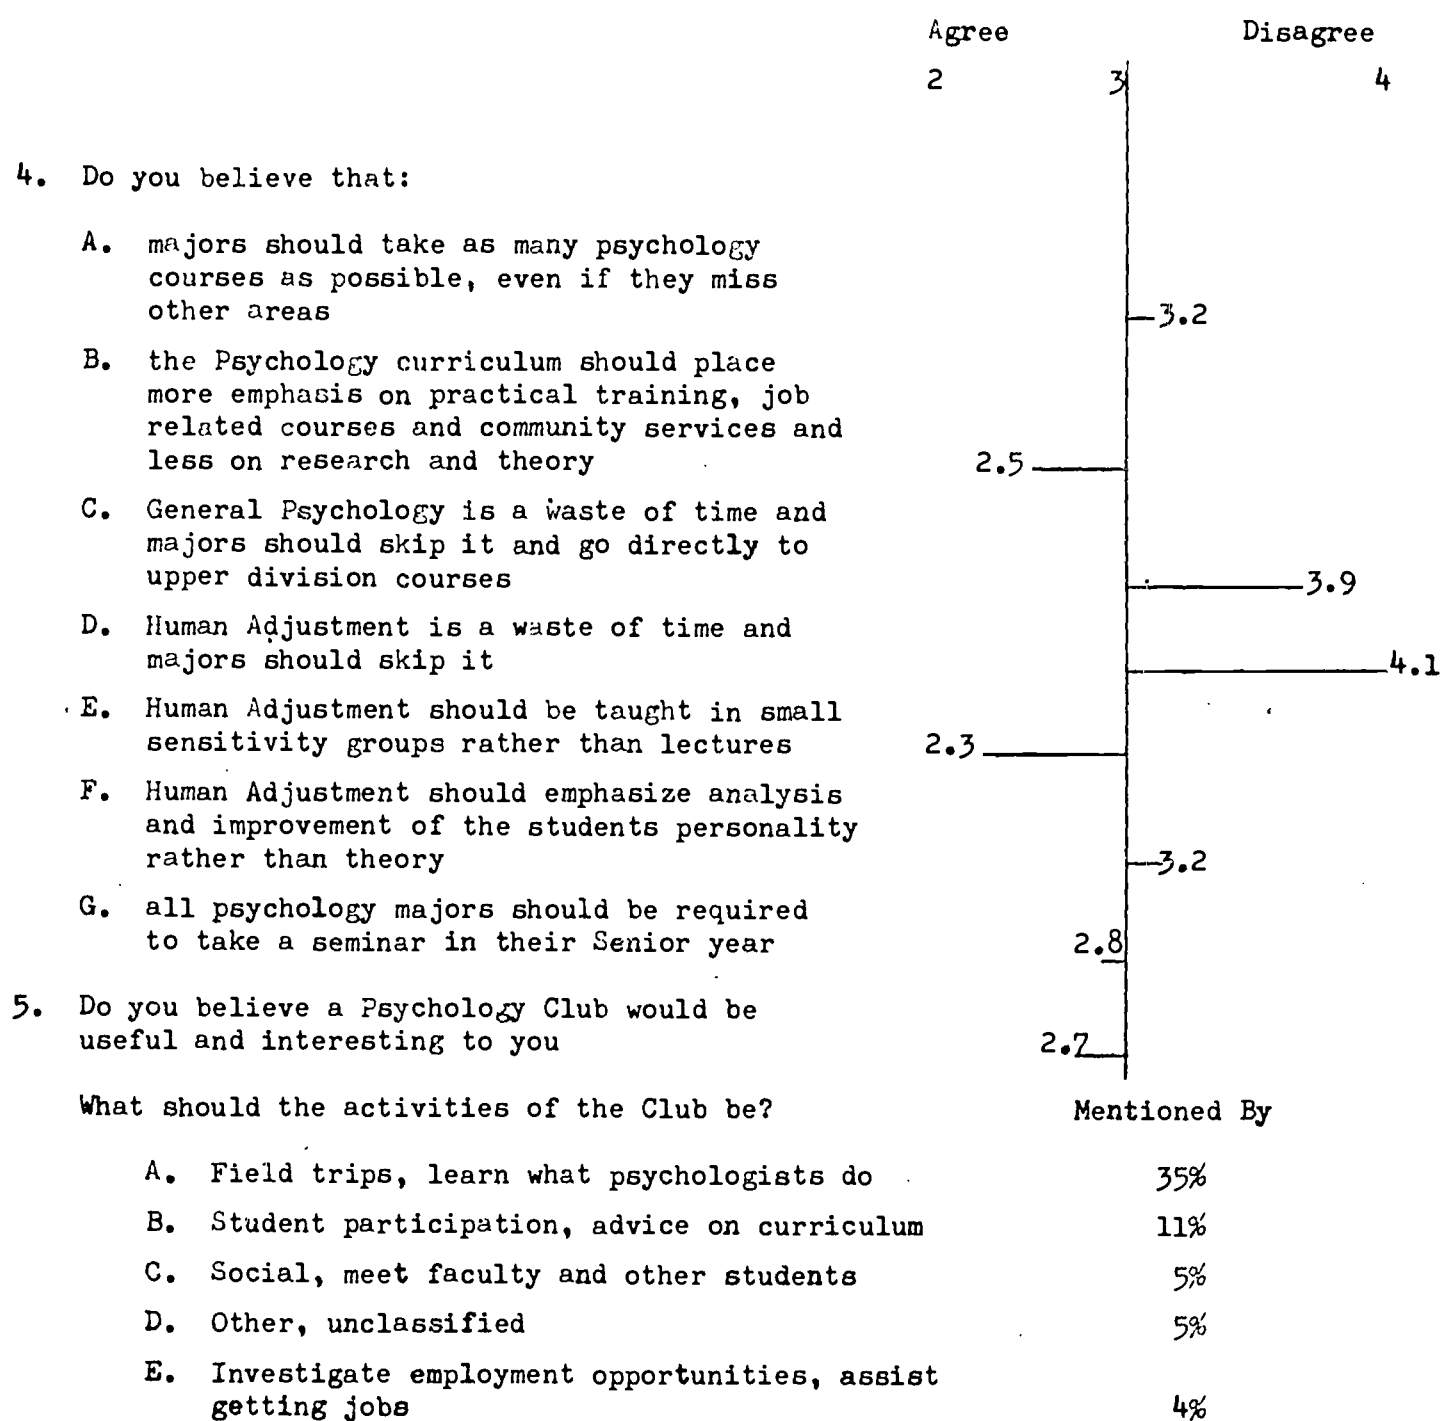 Agree Disagree
2 3 4
4. Do you believe that:
A. majors should take as many psychology
courses as possible, even if they miss
other areas 3.2
B. the Psychology curriculum should place
more emphasis on practical training, job
related courses and community services and
less on research and theory 2.5
C. General Psychology is a waste of time and
majors should skip it and go directly to
upper division courses 3.9
D. Human Adjustment is a waste of time and
majors should skip it 4.1
E. Human Adjustment should be taught in small
sensitivity groups rather than lectures 2.3
F. Human Adjustment should emphasize analysis
and improvement of the students personality
rather than theory 3.2
G. all psychology majors should be required
to take a seminar in their Senior year 2.8
5. Do you believe a Psychology Club would be
useful and interesting to you 2.7
What should the activities of the Club be? Mentioned By
A. Field trips, learn what psychologists do 35%
B. Student participation, advice on curriculum 11%
C. Social, meet faculty and other students 5%
D. Other, unclassified 5%
E. Investigate employment opportunities, assist
getting jobs 4%